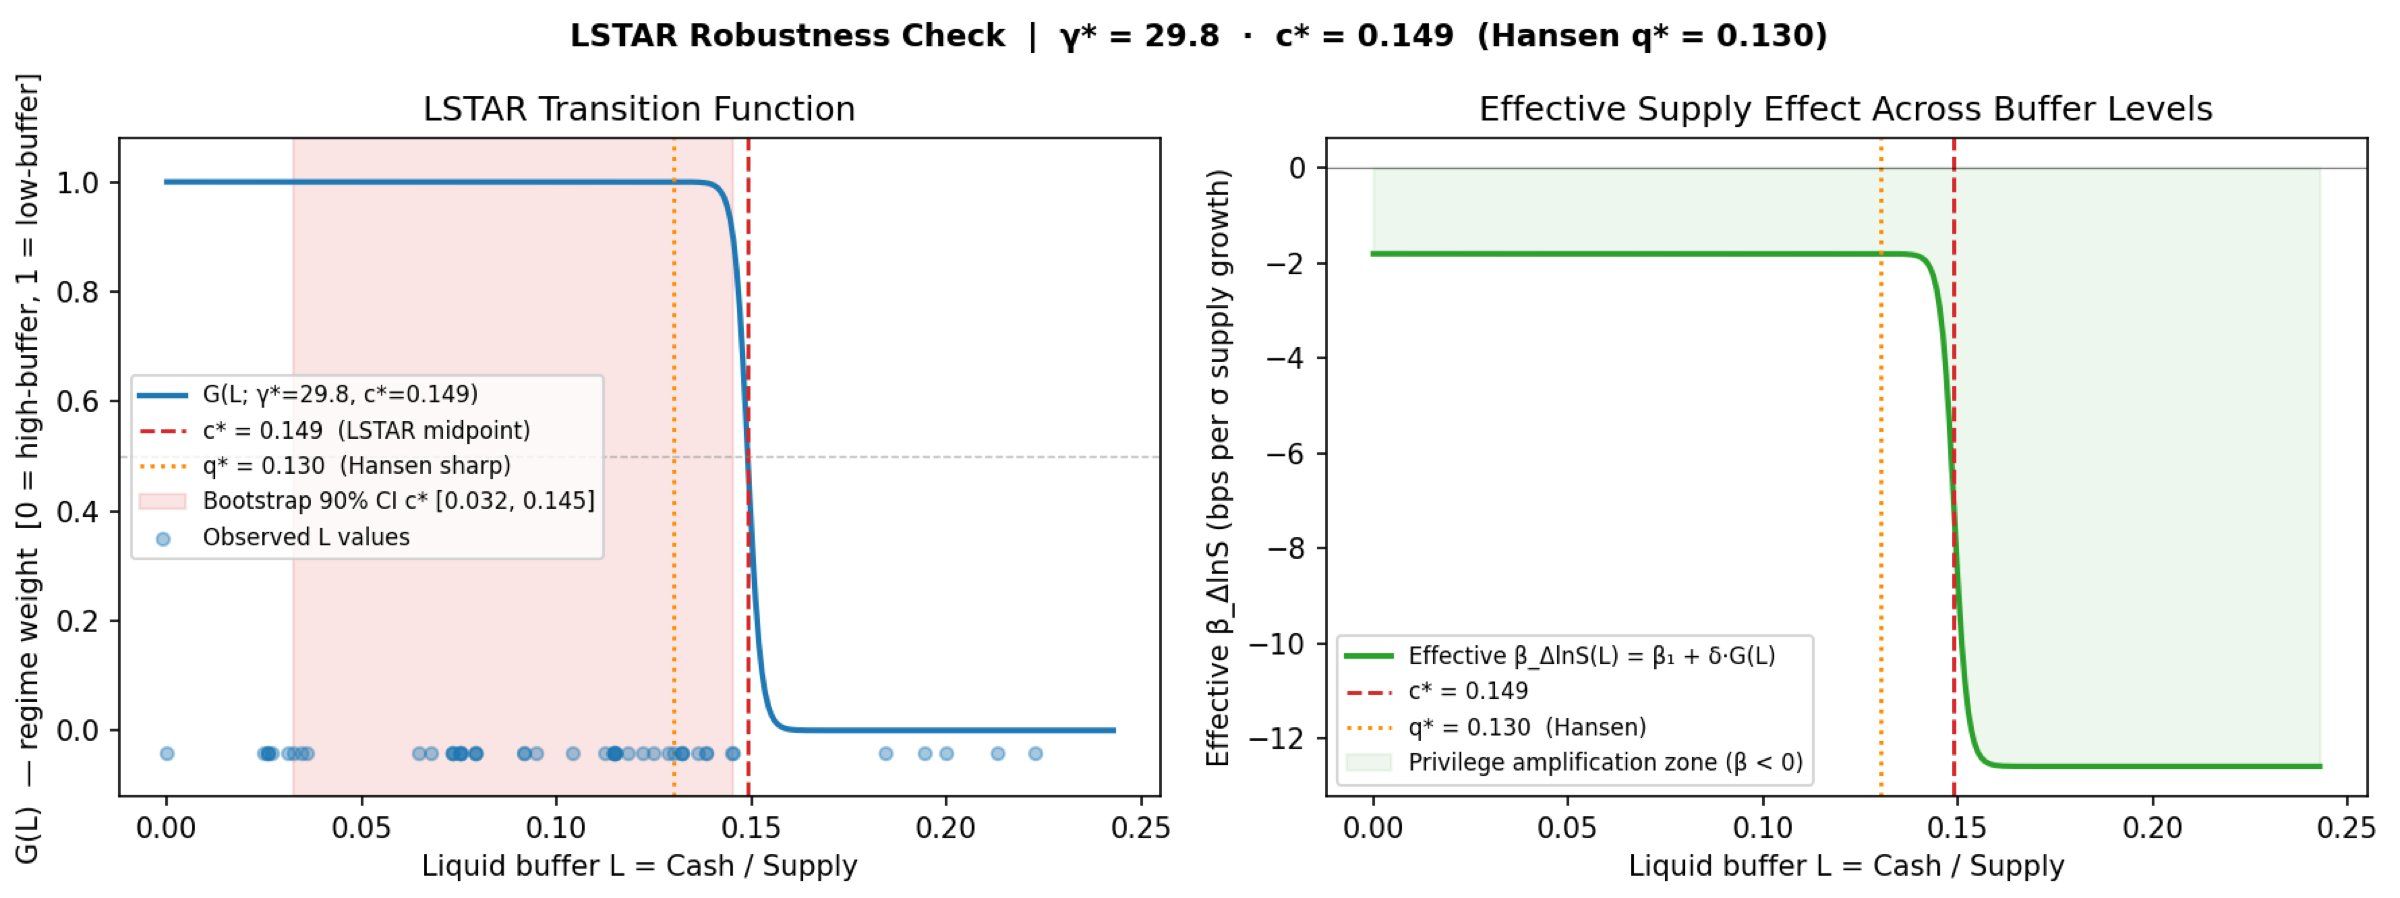 LSTAR Robustness Check | γ* = 29.8 · c* = 0.149 (Hansen q* = 0.130)
LSTAR Transition Function
G(L) — regime weight [0 = high-buffer, 1 = low-buffer]
1.0
0.8
0.6
0.4
0.2
0.0
G(L; γ*=29.8, c*=0.149)
c* = 0.149 (LSTAR midpoint)
q* = 0.130 (Hansen sharp)
Bootstrap 90% CI c* [0.032, 0.145]
Observed L values
0.00 0.05 0.10 0.15 0.20 0.25
Liquid buffer L = Cash / Supply
Effective Supply Effect Across Buffer Levels
Effective β_ΔlnS (bps per σ supply growth)
0
−2
−4
−6
−8
−10
−12
Effective β_ΔlnS(L) = β₁ + δ·G(L)
c* = 0.149
q* = 0.130 (Hansen)
Privilege amplification zone (β < 0)
0.00 0.05 0.10 0.15 0.20 0.25
Liquid buffer L = Cash / Supply